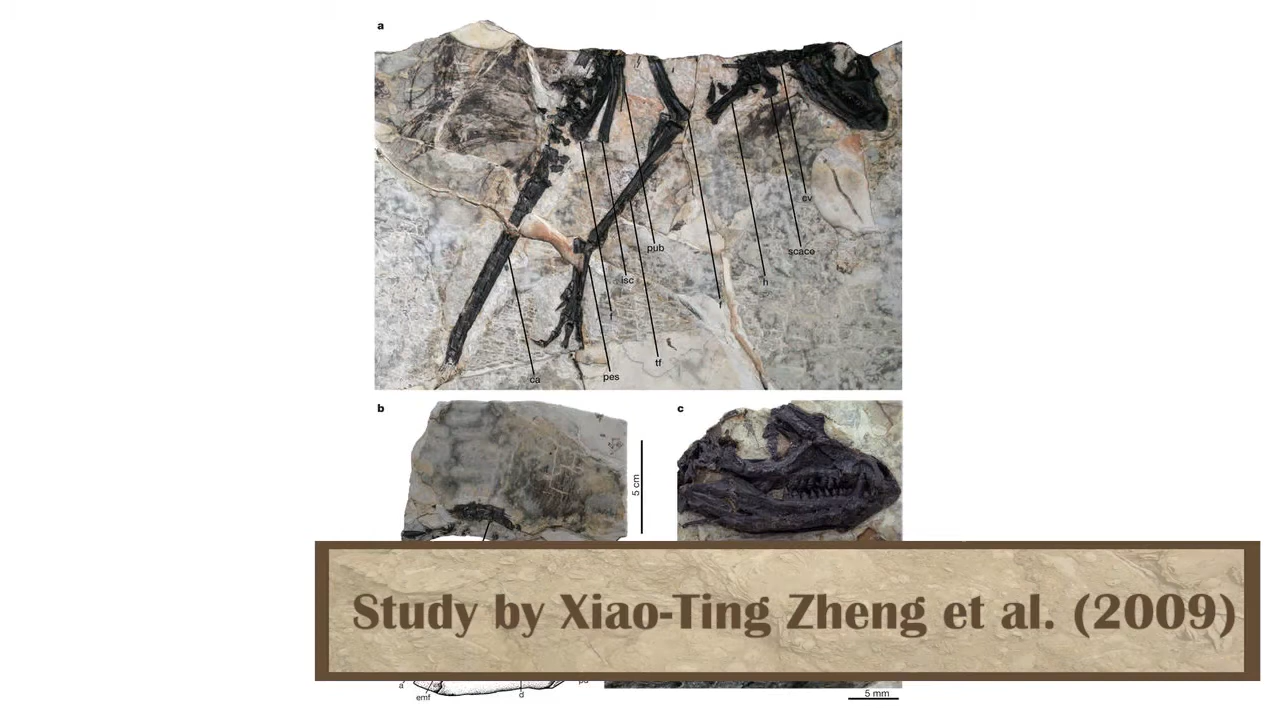 a
cv
pub
scace
isc
h
f
f
tf
pes
ca
b
c
5 cm
Study by Xiao-Ting Zheng et al. (2009)
a
emf
d
5 mm